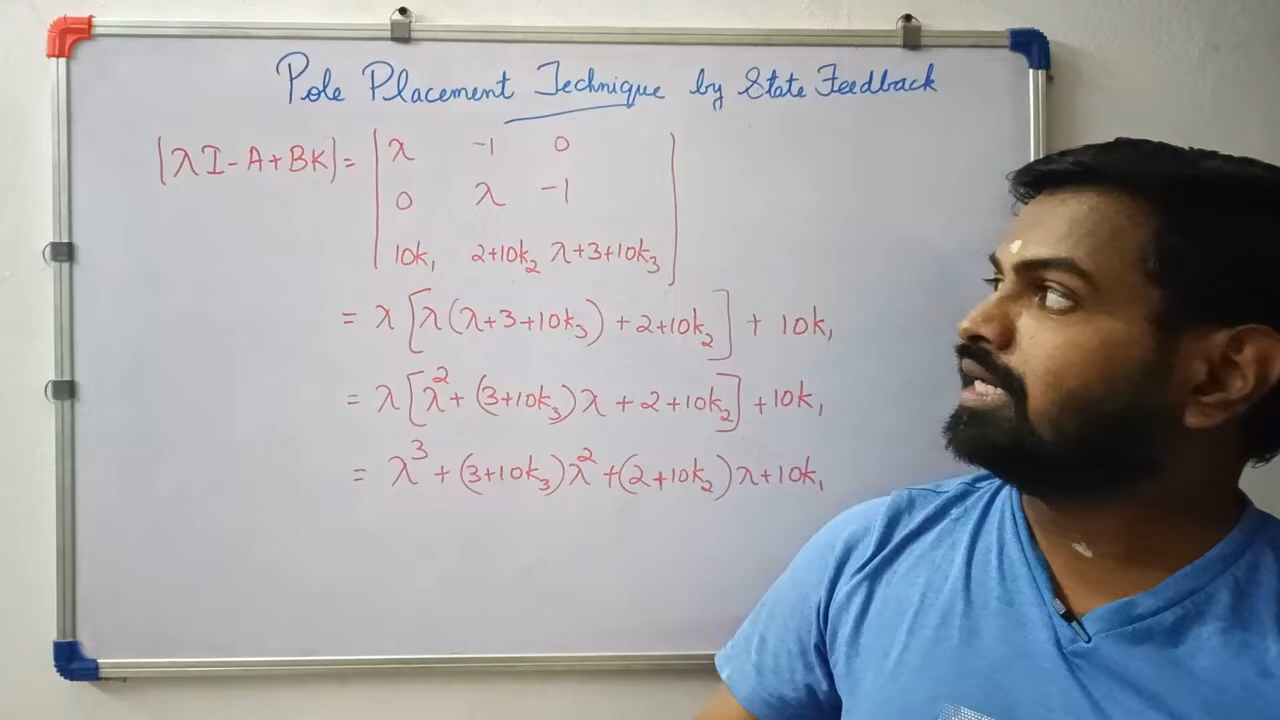 Pole Placement Technique by State Feedback
|λI-A+BK| = | λ -1 0 |
0 λ -1
10k₁ 2+10k₂ λ+3+10k₃
= λ[λ(λ+3+10k₃)+2+10k₂] + 10k₁
= λ[λ²+(3+10k₃)λ+2+10k₂]+10k₁
= λ³+(3+10k₃)λ²+(2+10k₂)λ+10k₁